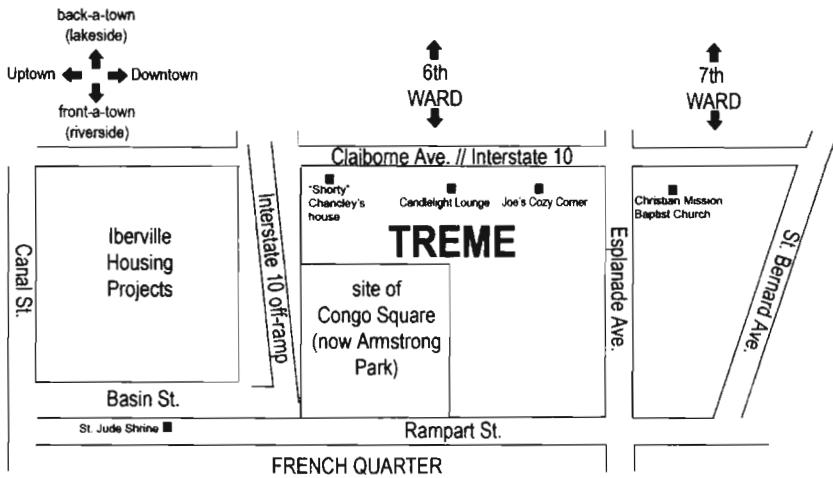 back-a-town
(lakeside)
Uptown
Downtown
front-a-town
(riverside)
6th
WARD
7th
WARD
Claiborne Ave. // Interstate 10
"Shorty"
Chancley's
house
Candlelight Lounge
Joe's Cozy Corner
Christian Mission
Baptist Church
TREME
Iberville
Housing
Projects
Canal St.
Interstate 10 off-ramp
site of
Congo Square
(now Armstrong
Park)
Esplanade Ave.
St. Bernard Ave.
Basin St.
St. Jude Shrine
Rampart St.
FRENCH QUARTER